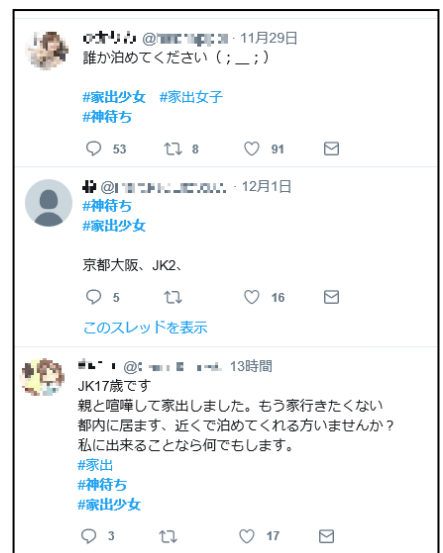 11月29日
誰か泊めてください（；__；）
#家出少女 #家出女子
#神待ち
53 8 91
12月1日
#神待ち
#家出少女
京都大阪、JK2、
5 16
このスレッドを表示
13時間
JK17歳です
親と喧嘩して家出しました。もう家行きたくない
都内に居ます、近くで泊めてくれる方いませんか？
私に出来ることなら何でもします。
#家出
#神待ち
#家出少女
3 17